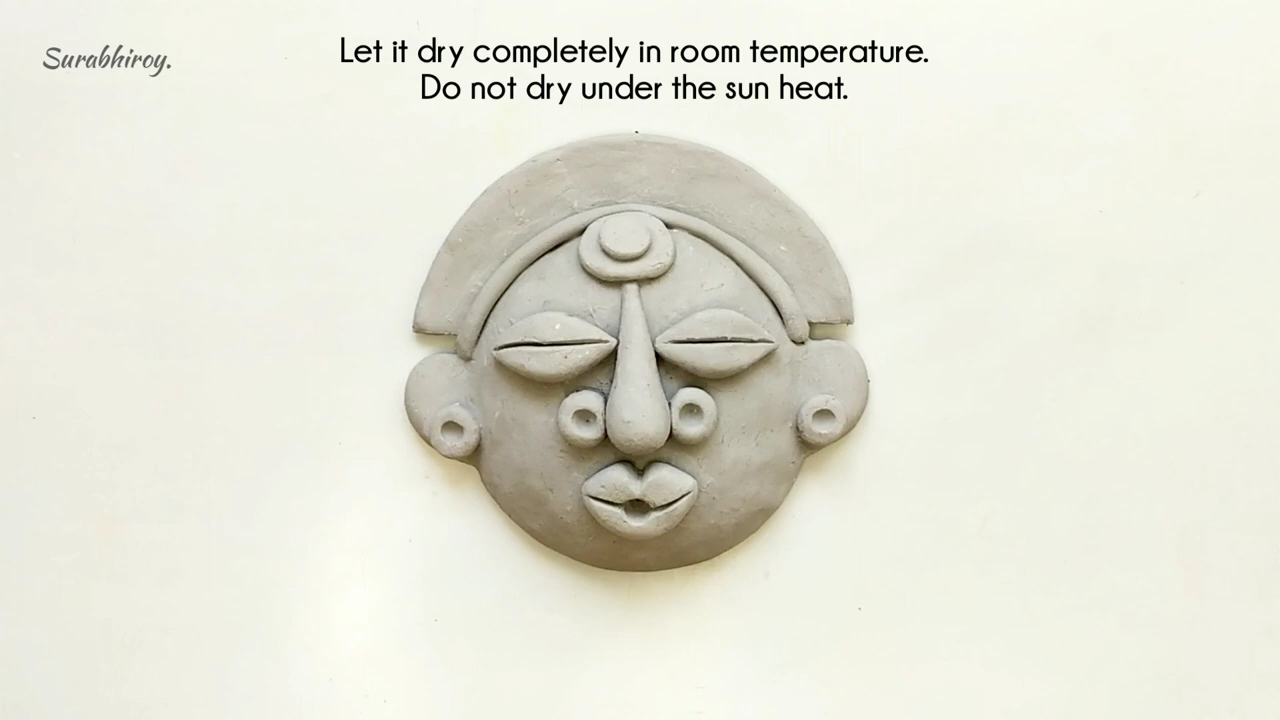 Surabhiroy.
Let it dry completely in room temperature.
Do not dry under the sun heat.